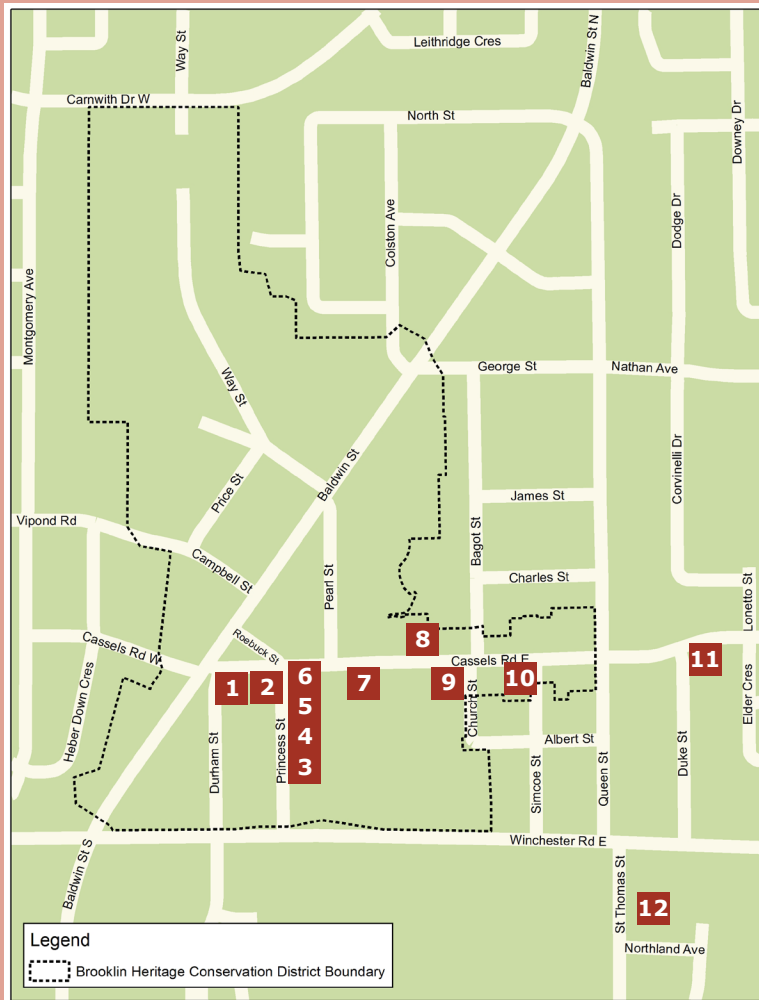 Way St
Baldwin St N
Leithridge Cres
Carnwith Dr W
North St
Downey Dr
Colston Ave
Dodge Dr
Montgomery Ave
George St
Nathan Ave
Way St
Baldwin St
Corvinelli Dr
Price St
James St
Vipond Rd
Bagot St
Campbell St
Pearl St
Charles St
Lonetto St
Roebuck St
8
Cassels Rd W
Cassels Rd E
11
1
2
6
7
9
10
5
4
3
Heber Down Cres
Durham St
Princess St
Church St
Elder Cres
Albert St
Simcoe St
Queen St
Duke St
Winchester Rd E
Baldwin St S
St Thomas St
12
Northland Ave
Legend
Brooklin Heritage Conservation District Boundary